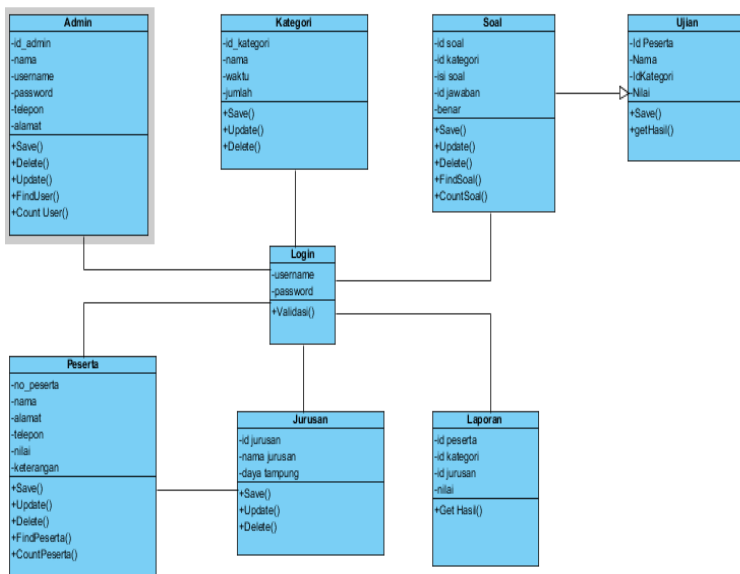 Admin
-id_admin
-nama
-username
-password
-telepon
-alamat
+Save()
+Delete()
+Update()
+FindUser()
+Count User()
Kategori
-id_kategori
-nama
-waktu
-jumlah
+Save()
+Update()
+Delete()
Soal
-id soal
-id kategori
-isi soal
-id jawaban
-benar
+Save()
+Update()
+Delete()
+FindSoal()
+CountSoal()
Ujian
-Id Peserta
-Nama
-IdKategori
-Nilai
+Save()
+getHasil()
Login
-username
-password
+Validasi()
Peserta
-no_peserta
-nama
-alamat
-telepon
-nilai
-keterangan
+Save()
+Update()
+Delete()
+FindPeserta()
+CountPeserta()
Jurusan
-id jurusan
-nama jurusan
-daya tampung
+Save()
+Update()
+Delete()
Laporan
-id peserta
-id kategori
-id jurusan
-nilai
+Get Hasil()